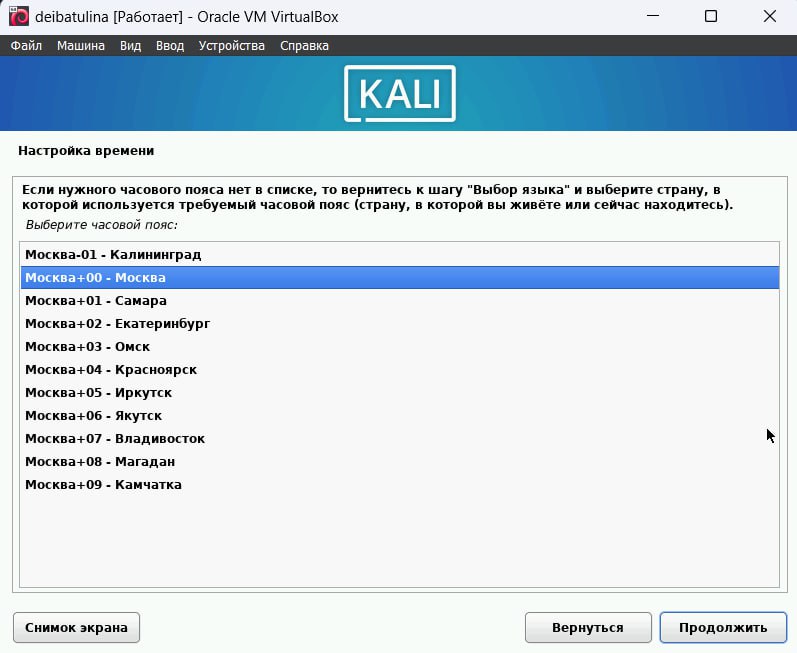 deibatulina [Работает] - Oracle VM VirtualBox
Файл Машина Вид Ввод Устройства Справка
KALI
Настройка времени
Если нужного часового пояса нет в списке, то вернитесь к шагу "Выбор языка" и выберите страну, в
которой используется требуемый часовой пояс (страну, в которой вы живёте или сейчас находитесь).
Выберите часовой пояс:
Москва-01 - Калининград
Москва+00 - Москва
Москва+01 - Самара
Москва+02 - Екатеринбург
Москва+03 - Омск
Москва+04 - Красноярск
Москва+05 - Иркутск
Москва+06 - Якутск
Москва+07 - Владивосток
Москва+08 - Магадан
Москва+09 - Камчатка
Снимок экрана Вернуться Продолжить